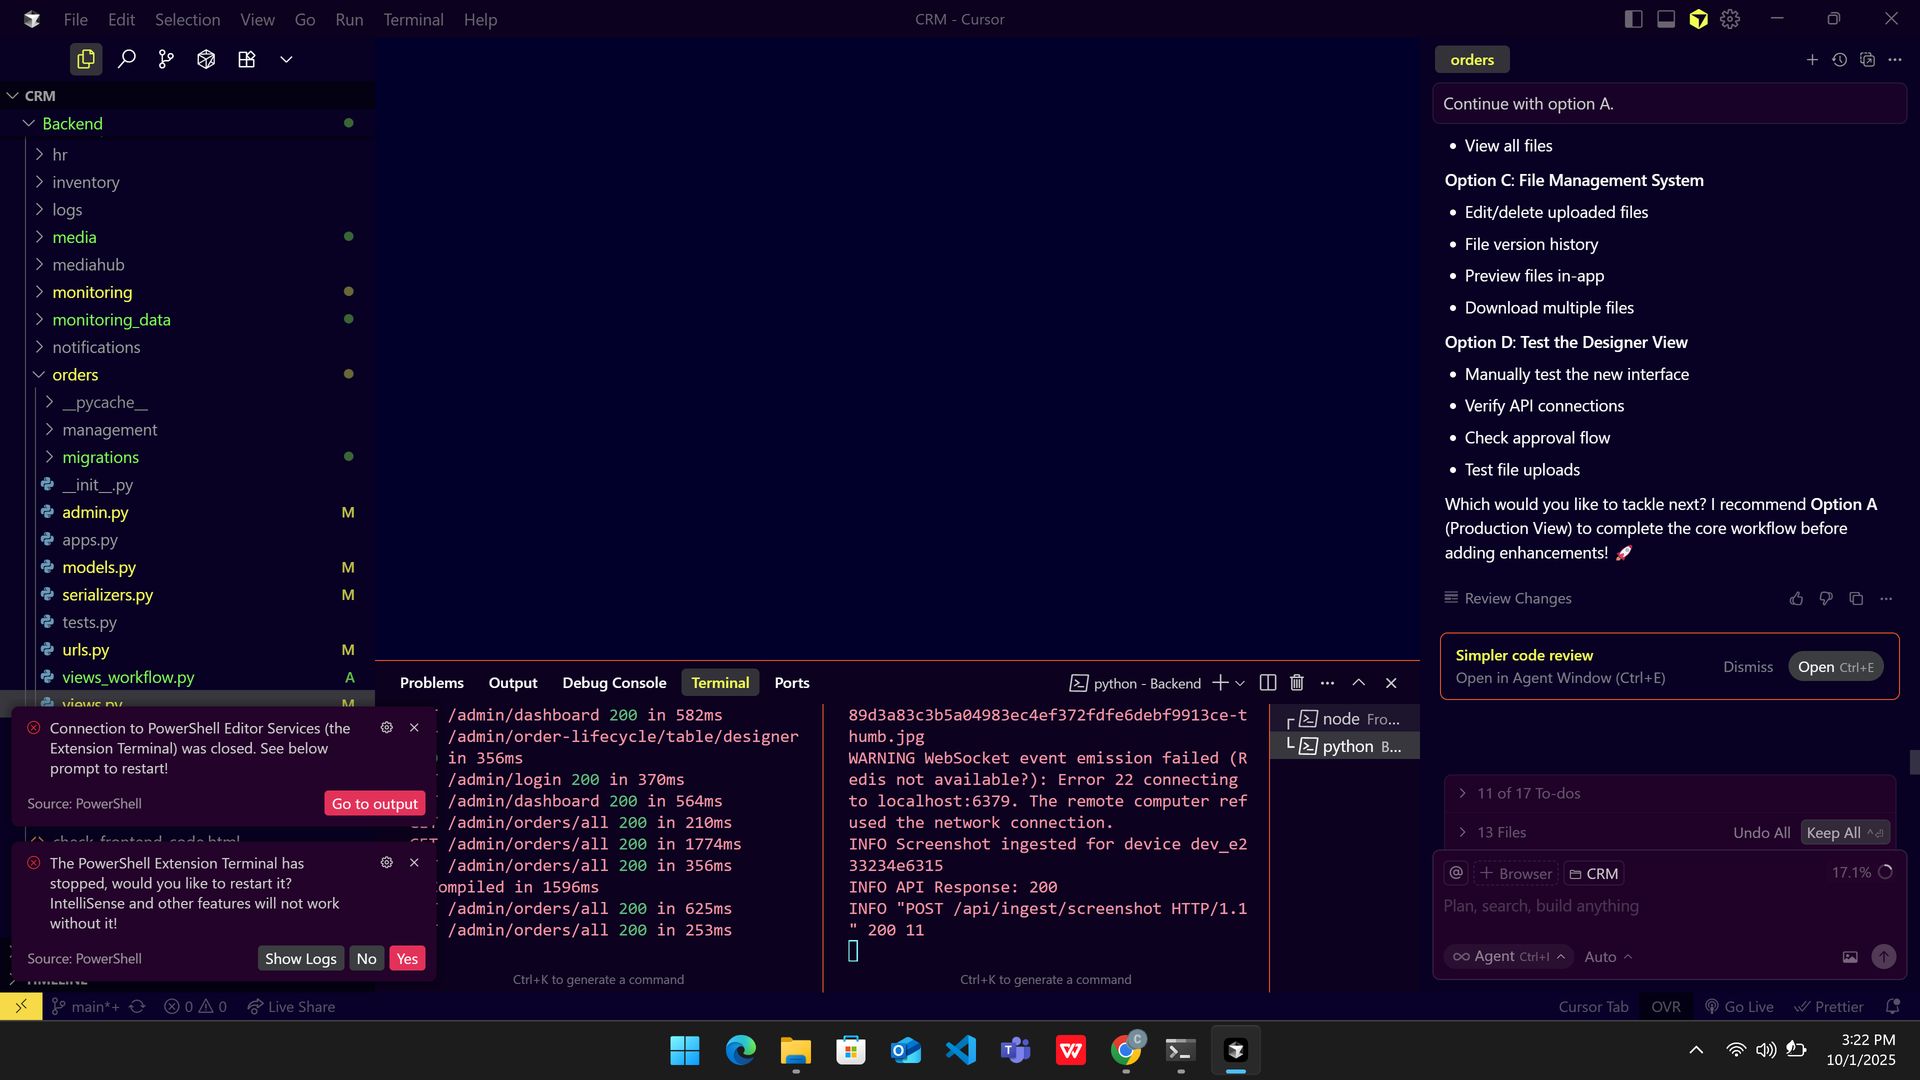 File Edit Selection View Go Run Terminal Help
CRM - Cursor
CRM
Backend
hr
inventory
logs
media
mediahub
monitoring
monitoring_data
notifications
orders
__pycache__
management
migrations
__init__.py
admin.py M
apps.py
models.py M
serializers.py M
tests.py
urls.py M
views_workflow.py A
views.py
Connection to PowerShell Editor Services (the
Extension Terminal) was closed. See below
prompt to restart!
Source: PowerShell
Go to output
check_frontend_code.html
The PowerShell Extension Terminal has
stopped, would you like to restart it?
IntelliSense and other features will not work
without it!
Source: PowerShell
Show Logs No Yes
TIMELINE
Problems Output Debug Console Terminal Ports
python - Backend
/admin/dashboard 200 in 582ms
/admin/order-lifecycle/table/designer
in 356ms
/admin/login 200 in 370ms
/admin/dashboard 200 in 564ms
/admin/orders/all 200 in 210ms
GET /admin/orders/all 200 in 1774ms
/admin/orders/all 200 in 356ms
Compiled in 1596ms
/admin/orders/all 200 in 625ms
/admin/orders/all 200 in 253ms
Ctrl+K to generate a command
89d3a83c3b5a04983ec4ef372fdfe6debf9913ce-t
humb.jpg
WARNING WebSocket event emission failed (R
edis not available?): Error 22 connecting
to localhost:6379. The remote computer ref
used the network connection.
INFO Screenshot ingested for device dev_e2
33234e6315
INFO API Response: 200
INFO "POST /api/ingest/screenshot HTTP/1.1
" 200 11
Ctrl+K to generate a command
node Fro...
python B...
orders
Continue with option A.
• View all files
Option C: File Management System
• Edit/delete uploaded files
• File version history
• Preview files in-app
• Download multiple files
Option D: Test the Designer View
• Manually test the new interface
• Verify API connections
• Check approval flow
• Test file uploads
Which would you like to tackle next? I recommend Option A
(Production View) to complete the core workflow before
adding enhancements! 🚀
Review Changes
Simpler code review
Open in Agent Window (Ctrl+E)
Dismiss Open Ctrl+E
11 of 17 To-dos
13 Files Undo All Keep All
@ + Browser CRM 17.1%
Plan, search, build anything
Agent Ctrl+I Auto
main*+ 0 0 Live Share
Cursor Tab OVR Go Live Prettier
3:22 PM
10/1/2025